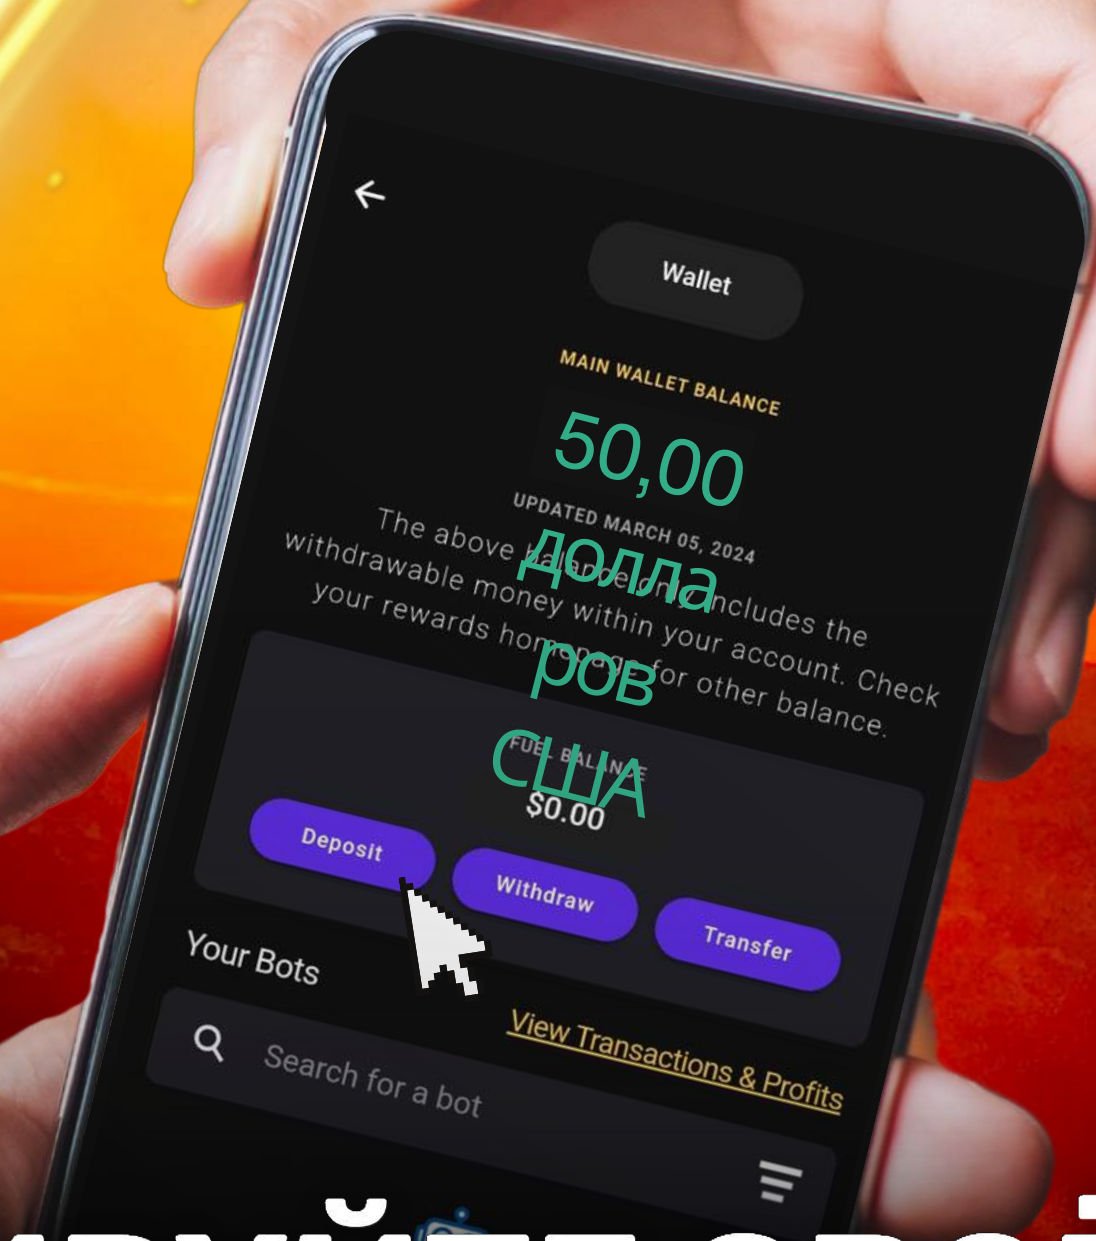 Wallet
MAIN WALLET BALANCE
50,00
UPDATED MARCH 05, 2024
долла
The above balance only includes the
withdrawable money within your account. Check
your rewards homepage for other balance.
ров
США
FUEL BALANCE
$0.00
Deposit
Withdraw
Transfer
Your Bots
View Transactions & Profits
Search for a bot